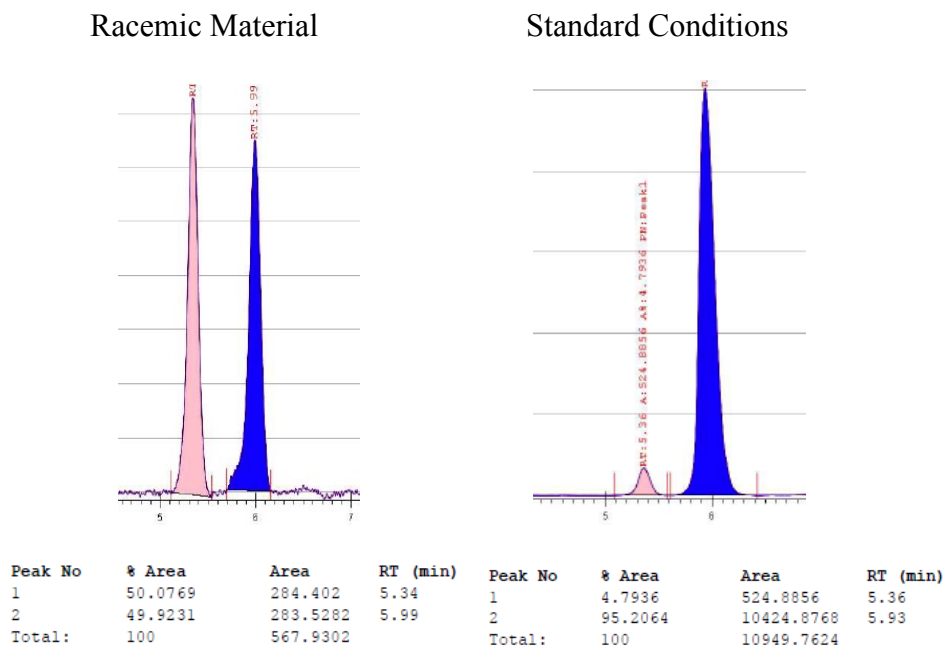 Racemic Material
Standard Conditions
RT
RT:5.99
5
6
7
R
RT:5.36 A:524.8856 A%:4.7936 PN:Peak1
5
6
Peak No % Area Area RT (min)
1 50.0769 284.402 5.34
2 49.9231 283.5282 5.99
Total: 100 567.9302
Peak No % Area Area RT (min)
1 4.7936 524.8856 5.36
2 95.2064 10424.8768 5.93
Total: 100 10949.7624